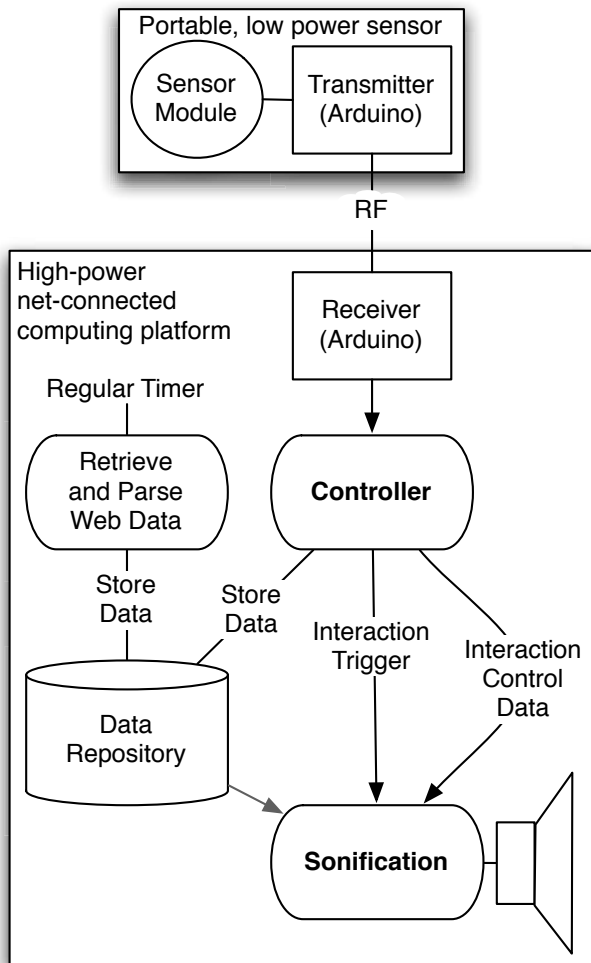 Portable, low power sensor
Sensor
Module
Transmitter
(Arduino)
RF
High-power
net-connected
computing platform
Receiver
(Arduino)
Regular Timer
Retrieve
and Parse
Web Data
Controller
Store
Data
Store
Data
Interaction
Trigger
Interaction
Control
Data
Data
Repository
Sonification